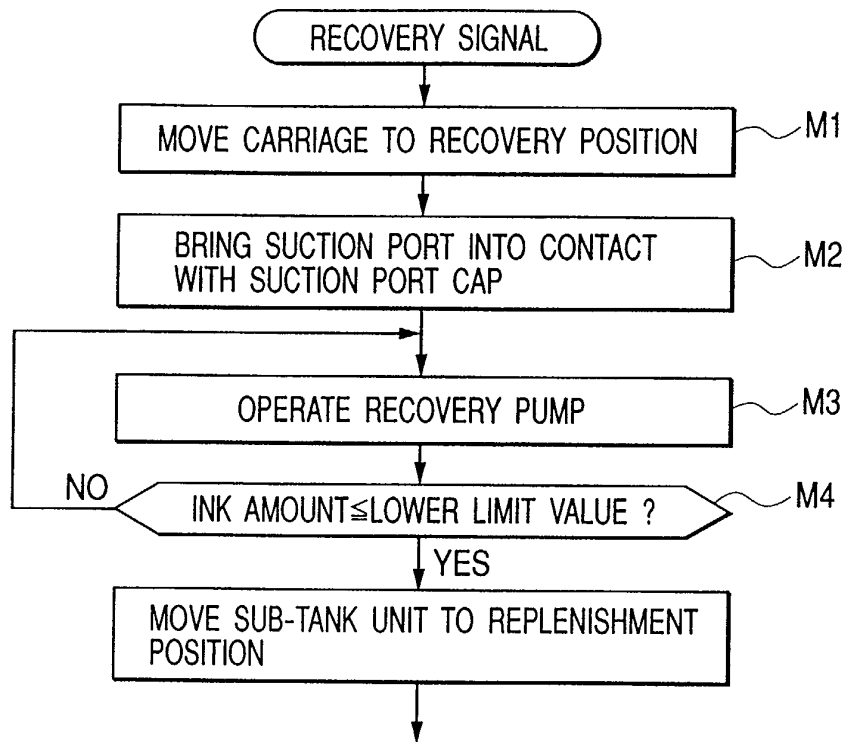 RECOVERY SIGNAL
MOVE CARRIAGE TO RECOVERY POSITION
M1
BRING SUCTION PORT INTO CONTACT
WITH SUCTION PORT CAP
M2
OPERATE RECOVERY PUMP
M3
NO
INK AMOUNT≦LOWER LIMIT VALUE ?
M4
YES
MOVE SUB-TANK UNIT TO REPLENISHMENT
POSITION